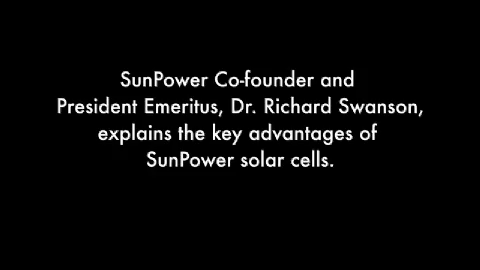 SunPower Co-founder and
President Emeritus, Dr. Richard Swanson,
explains the key advantages of
SunPower solar cells.